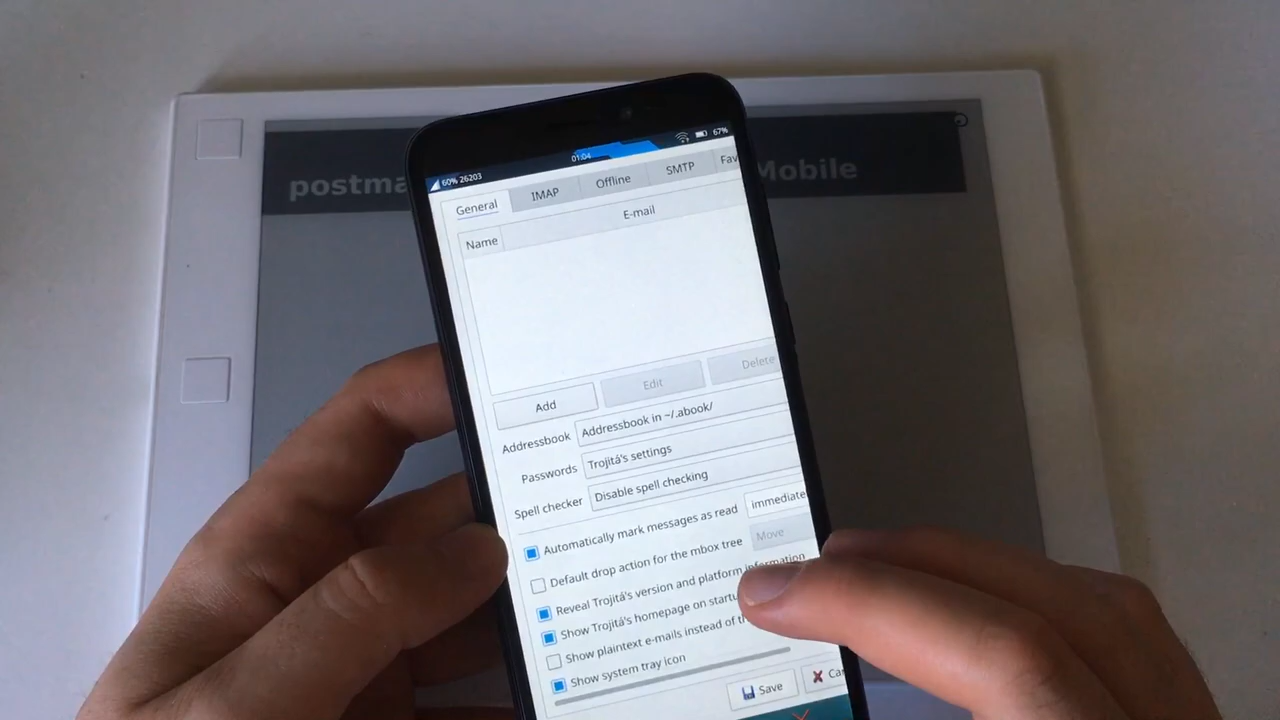 postma
Mobile
60% 26203
01:04
67%
General
IMAP
Offline
SMTP
Fav
Name
E-mail
Add
Edit
Delete
Addressbook
Addressbook in ~/.abook/
Passwords
Trojitá's settings
Spell checker
Disable spell checking
Automatically mark messages as read
immediate
Default drop action for the mbox tree
Move
Reveal Trojitá's version and platform information
Show Trojitá's homepage on startu
Show plaintext e-mails instead of
Show system tray icon
Save
Ca